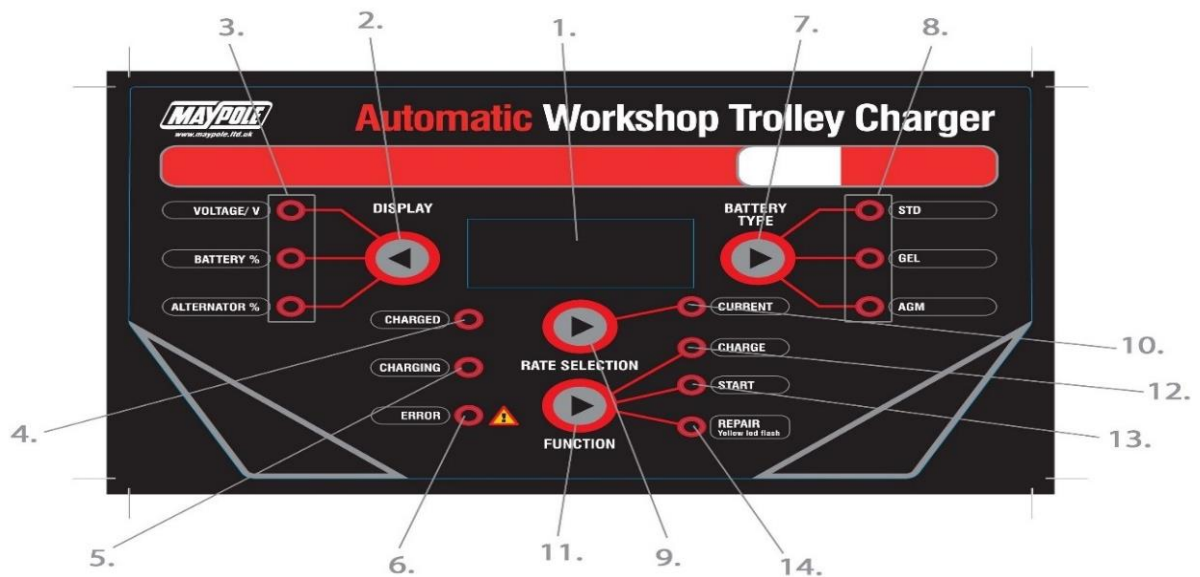 3.
2.
1.
7.
8.
MAYPOLE
www.maypole.ltd.uk
Automatic Workshop Trolley Charger
VOLTAGE/ V
DISPLAY
BATTERY
TYPE
STD
BATTERY %
GEL
ALTERNATOR %
AGM
CHARGED
CURRENT
CHARGING
RATE SELECTION
CHARGE
START
ERROR
FUNCTION
REPAIR
Yellow led flash
10.
12.
13.
4.
5.
6.
11.
9.
14.